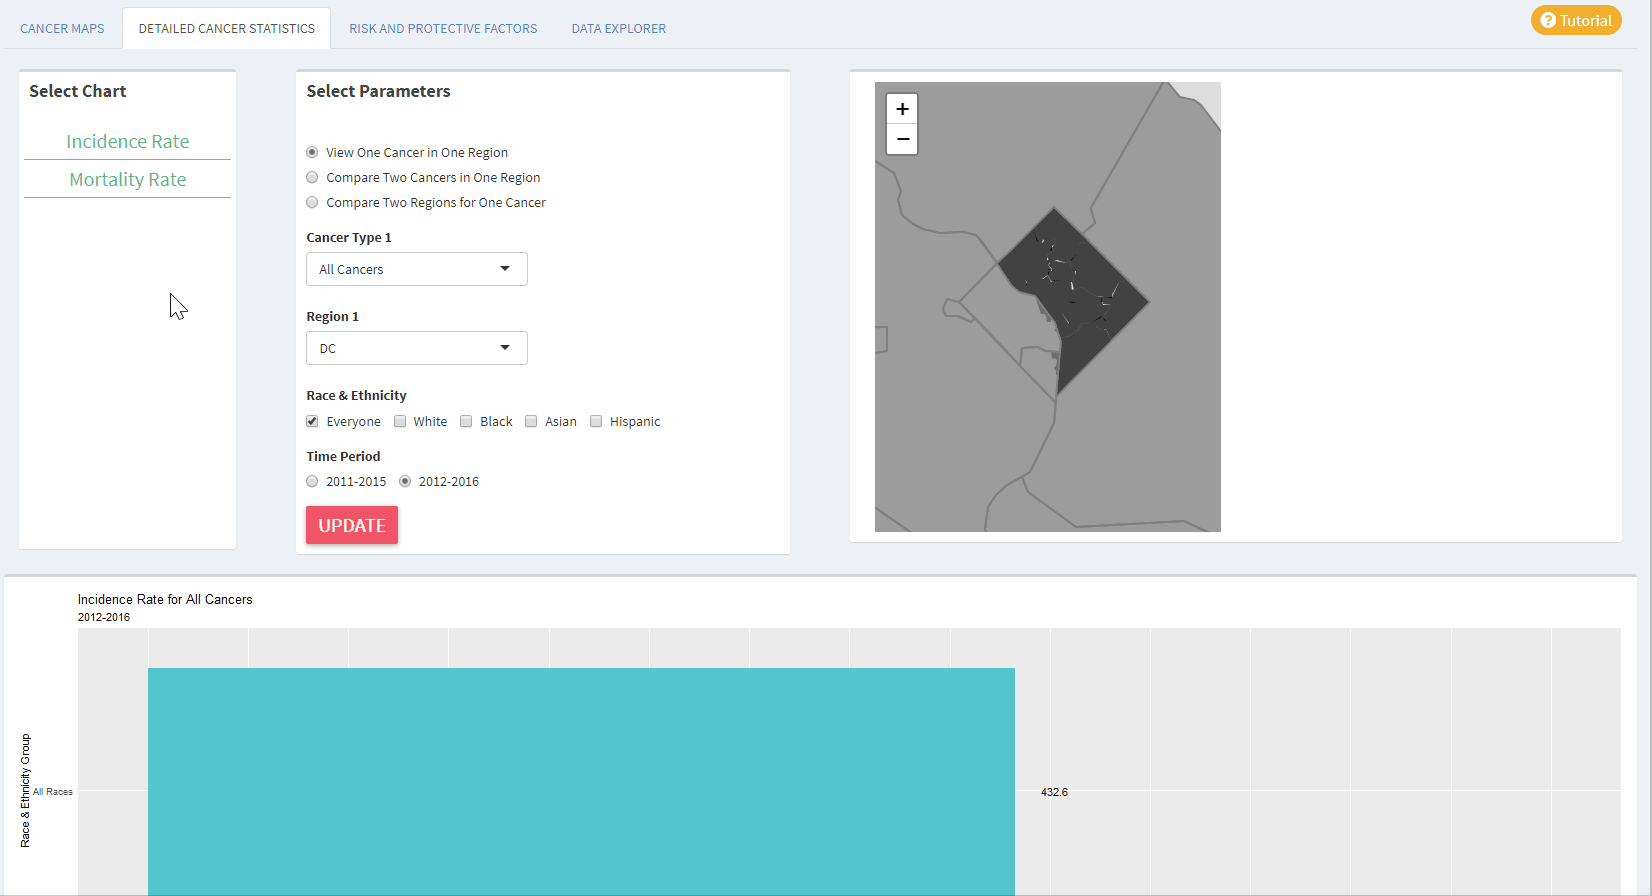 CANCER MAPS
DETAILED CANCER STATISTICS
RISK AND PROTECTIVE FACTORS
DATA EXPLORER
? Tutorial
Select Chart
Incidence Rate
Mortality Rate
Select Parameters
View One Cancer in One Region
Compare Two Cancers in One Region
Compare Two Regions for One Cancer
Cancer Type 1
All Cancers
Region 1
DC
Race & Ethnicity
Everyone White Black Asian Hispanic
Time Period
2011-2015 2012-2016
UPDATE
+
−
Incidence Rate for All Cancers
2012-2016
Race & Ethnicity Group
All Races
432.6